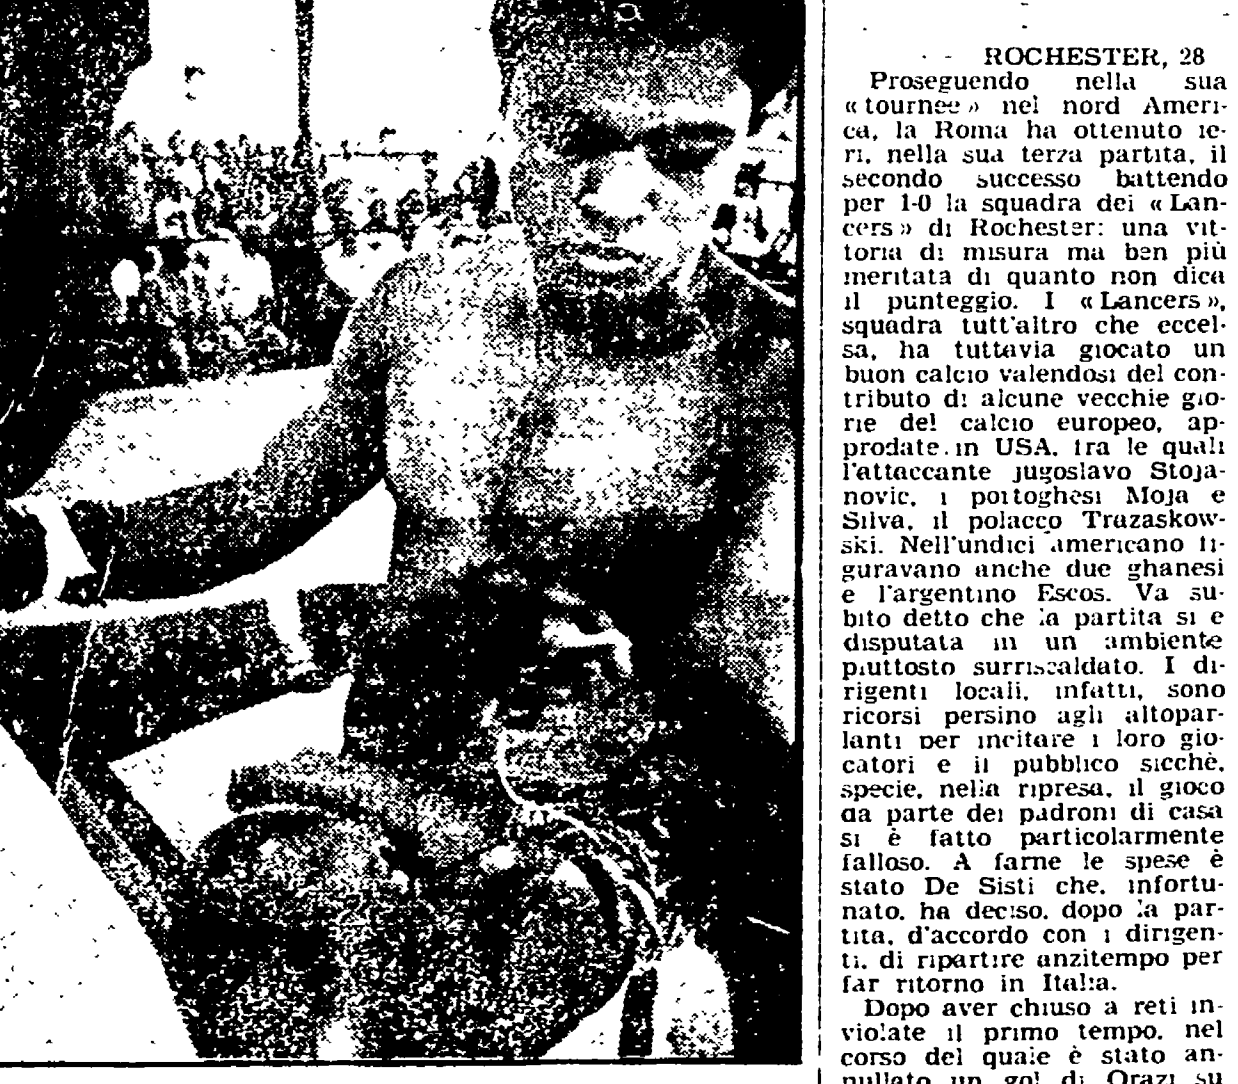 ROCHESTER, 28
Proseguendo nella sua
« tournee » nel nord Ameri-
ca, la Roma ha ottenuto ie-
ri, nella sua terza partita, il
secondo successo battendo
per 1-0 la squadra dei « Lan-
cers » di Rochester: una vit-
toria di misura ma ben più
meritata di quanto non dica
il punteggio. I « Lancers »,
squadra tutt'altro che eccel-
sa, ha tuttavia giocato un
buon calcio valendosi del con-
tributo di alcune vecchie glo-
rie del calcio europeo, ap-
prodate in USA, tra le quali
l'attaccante jugoslavo Stoja-
novic, i portoghesi Moja e
Silva, il polacco Trazaskow-
ski. Nell'undici americano fi-
guravano anche due ghanesi
e l'argentino Escos. Va su-
bito detto che la partita si e
disputata in un ambiente
piuttosto surriscaldato. I di-
rigenti locali, infatti, sono
ricorsi persino agli altopar-
lanti per incitare i loro gio-
catori e il pubblico sicchè,
specie, nella ripresa, il gioco
da parte dei padroni di casa
si è fatto particolarmente
falloso. A farne le spese è
stato De Sisti che, infortu-
nato, ha deciso, dopo la par-
tita, d'accordo con i dirigen-
ti, di ripartire anzitempo per
far ritorno in Italia.
Dopo aver chiuso a reti in-
violate il primo tempo, nel
corso del quale è stato an-
nullato un gol di Orazi su